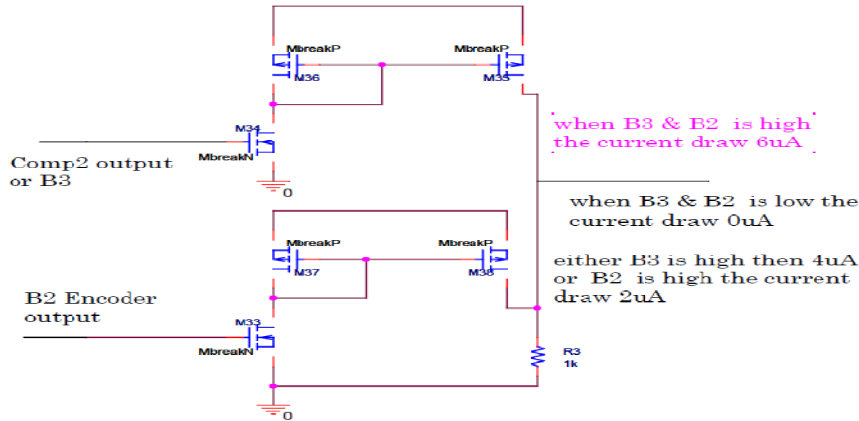 MbreakP
MbreakP
M36
M35
M34
MbreakN
Comp2 output
or B3
0
when B3 & B2 is high
the current draw 6uA
when B3 & B2 is low the
current draw 0uA
MbreakP
MbreakP
M37
M38
either B3 is high then 4uA
or B2 is high the current
draw 2uA
B2 Encoder
output
M33
MbreakN
R3
1k
0